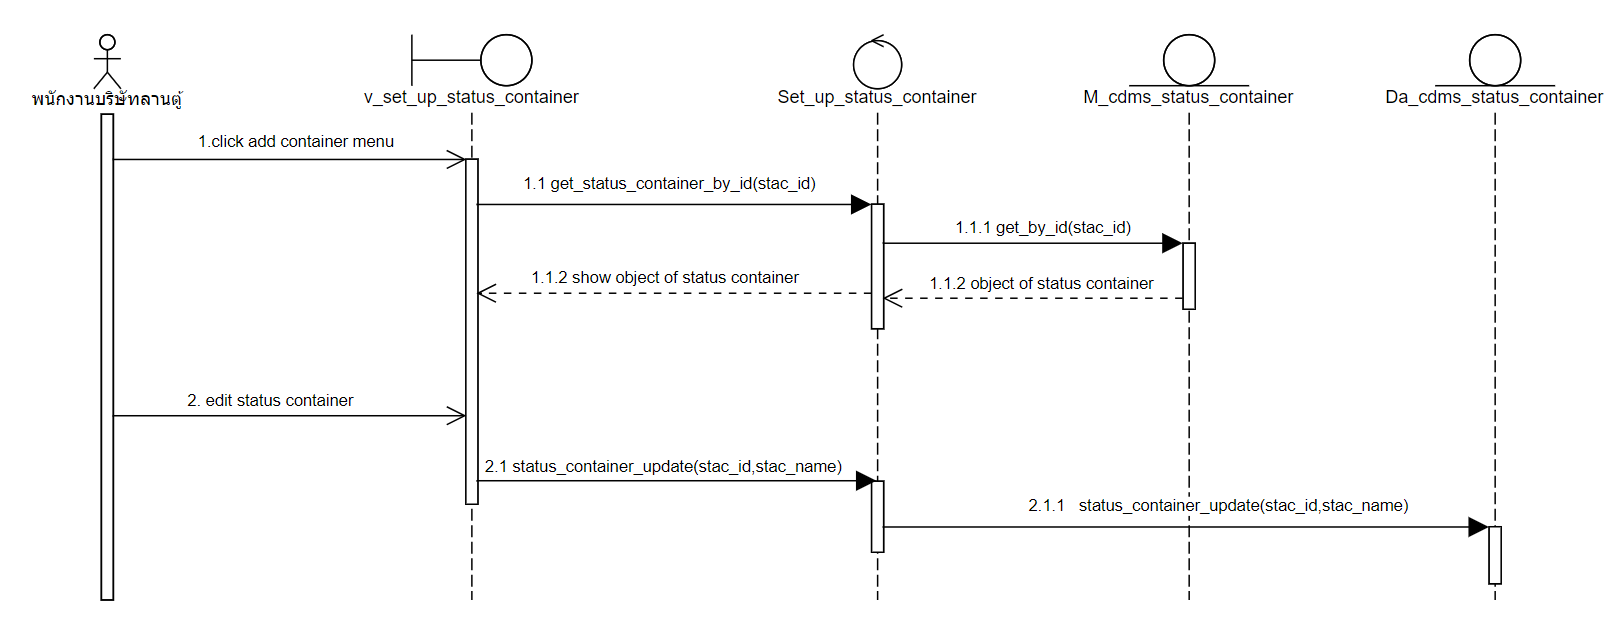 พนักงานบริษัทลานตู้
v_set_up_status_container
Set_up_status_container
M_cdms_status_container
Da_cdms_status_container
1.click add container menu
1.1 get_status_container_by_id(stac_id)
1.1.1 get_by_id(stac_id)
1.1.2 show object of status container
1.1.2 object of status container
2. edit status container
2.1 status_container_update(stac_id,stac_name)
2.1.1 status_container_update(stac_id,stac_name)